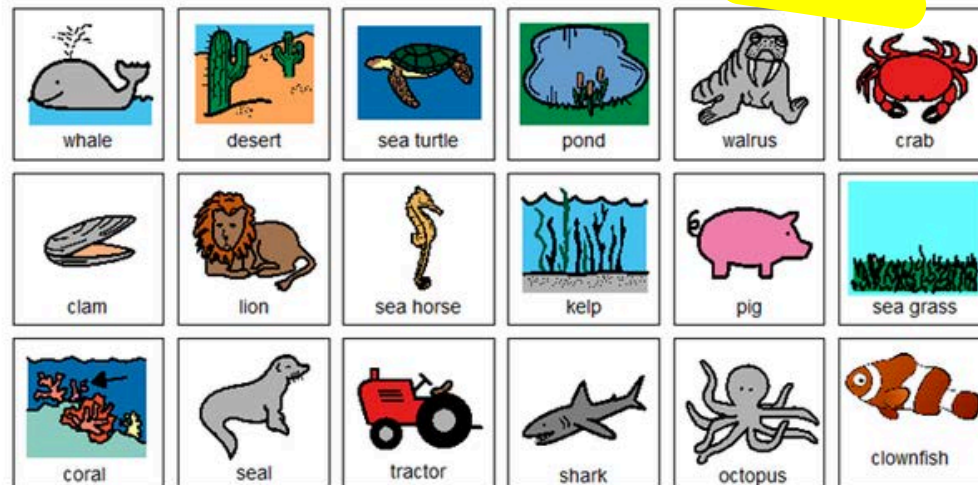 whale
desert
sea turtle
pond
walrus
crab
clam
lion
sea horse
kelp
pig
sea grass
coral
seal
tractor
shark
octopus
clownfish